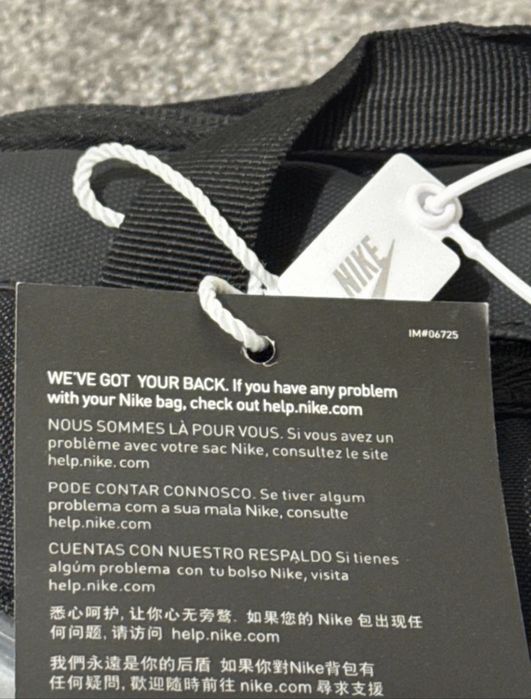 NIKE
IM#06725
WE'VE GOT YOUR BACK. If you have any problem
with your Nike bag, check out help.nike.com
NOUS SOMMES LÀ POUR VOUS. Si vous avez un
problème avec votre sac Nike, consultez le site
help.nike.com
PODE CONTAR CONNOSCO. Se tiver algum
problema com a sua mala Nike, consulte
help.nike.com
CUENTAS CON NUESTRO RESPALDO Si tienes
algúm problema con tu bolso Nike, visita
help.nike.com
悉心呵护, 让你心无旁骛. 如果您的 Nike 包出现任
何问题, 请访问 help.nike.com
我們永遠是你的后盾 如果你對Nike背包有
任何疑問, 歡迎隨時前往 nike.com 尋求支援